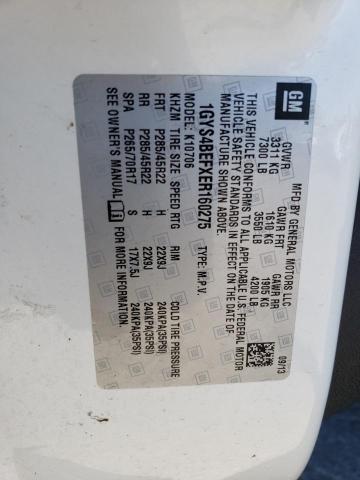 GM
MFD BY GENERAL MOTORS LLC
09/13
GVWR GAWR FRT GAWR RR
3311 KG 1610 KG 1905 KG
7300 LB 3550 LB 4200 LB
THIS VEHICLE CONFORMS TO ALL APPLICABLE U.S. FEDERAL MOTOR
VEHICLE SAFETY STANDARDS IN EFFECT ON THE DATE OF
MANUFACTURE SHOWN ABOVE.
1GYS4BEFXER160275 TYPE: M.P.V.
MODEL: K10706
KHZM TIRE SIZE SPEED RTG RIM COLD TIRE PRESSURE
FRT P285/45R22 H 22X9J 240KPA(35PSI)
RR P285/45R22 H 22X9J 240KPA(35PSI)
SPA P265/70R17 S 17X7.5J 240KPA(35PSI)
SEE OWNER'S MANUAL